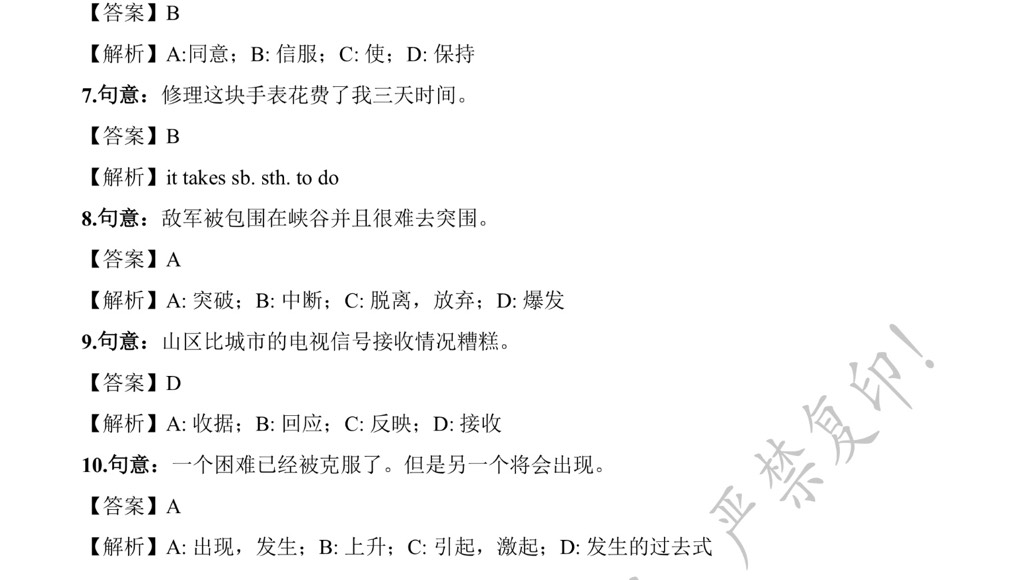 【答案】B
【解析】A:同意；B: 信服；C: 使；D: 保持
7.句意：修理这块手表花费了我三天时间。
【答案】B
【解析】it takes sb. sth. to do
8.句意：敌军被包围在峡谷并且很难去突围。
【答案】A
【解析】A: 突破；B: 中断；C: 脱离，放弃；D: 爆发
9.句意：山区比城市的电视信号接收情况糟糕。
【答案】D
【解析】A: 收据；B: 回应；C: 反映；D: 接收
10.句意：一个困难已经被克服了。但是另一个将会出现。
【答案】A
【解析】A: 出现，发生；B: 上升；C: 引起，激起；D: 发生的过去式
严禁复印！